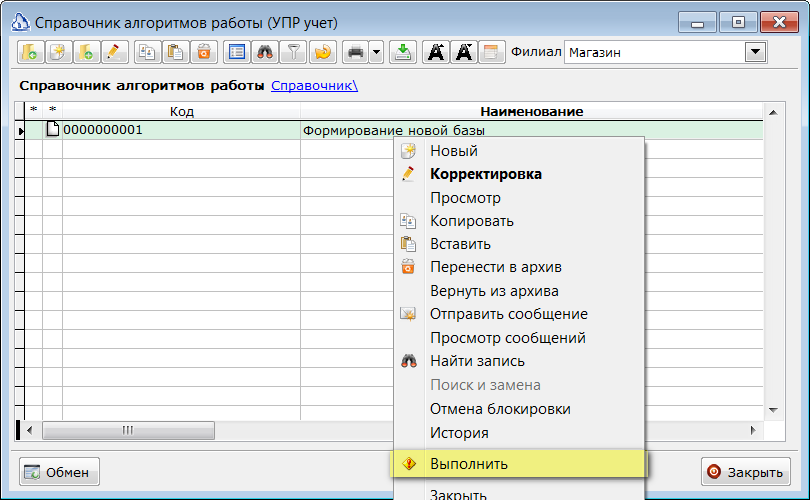 Справочник алгоритмов работы (УПР учет)
Филиал Магазин
Справочник алгоритмов работы Справочник\
* * Код Наименование
0000000001 Формирование новой базы
Новый
Корректировка
Просмотр
Копировать
Вставить
Перенести в архив
Вернуть из архива
Отправить сообщение
Просмотр сообщений
Найти запись
Поиск и замена
Отмена блокировки
История
Выполнить
Обмен Закрыть
Закрыть